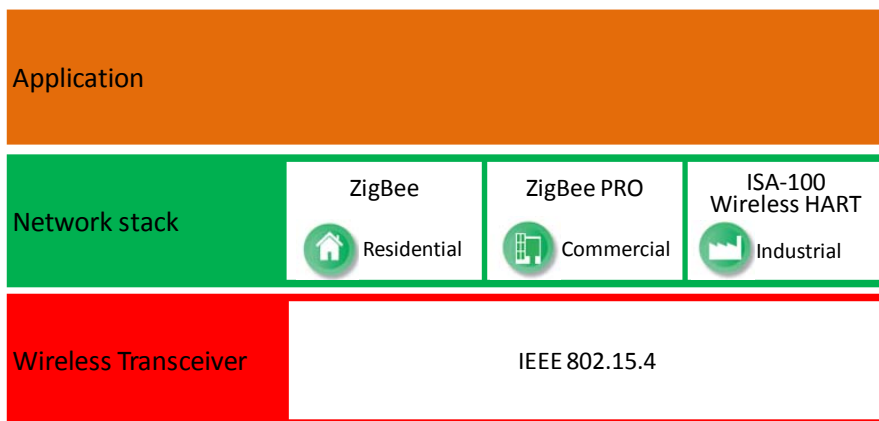 Application
Network stack
ZigBee
Residential
ZigBee PRO
Commercial
ISA-100
Wireless HART
Industrial
Wireless Transceiver
IEEE 802.15.4